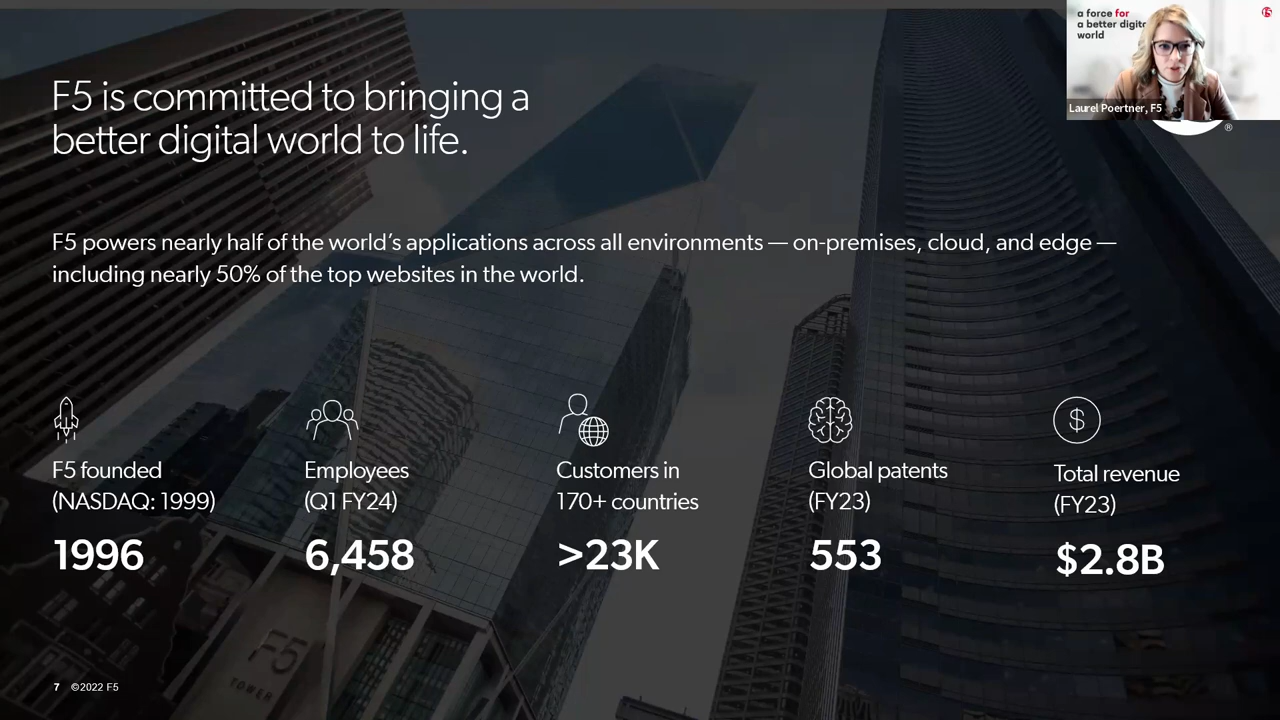 a force for
a better digit
world
F5
Laurel Poertner, F5
®
F5 is committed to bringing a
better digital world to life.
F5 powers nearly half of the world’s applications across all environments — on-premises, cloud, and edge —
including nearly 50% of the top websites in the world.
F5 founded
(NASDAQ: 1999)
1996
Employees
(Q1 FY24)
6,458
Customers in
170+ countries
>23K
Global patents
(FY23)
553
Total revenue
(FY23)
$2.8B
F5
TOWER
7 ©2022 F5